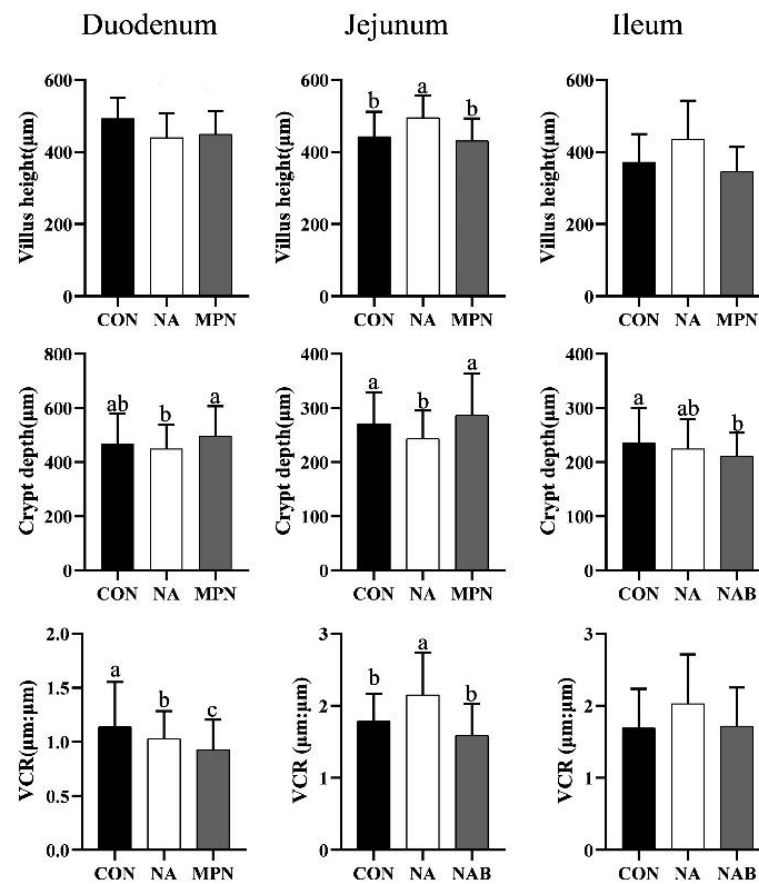 Duodenum
Jejunum
Ileum
Villus height(μm)
600
400
200
0
CON NA MPN
Villus height(μm)
600
400
200
0
b a b
CON NA MPN
Villus height(μm)
600
400
200
0
CON NA MPN
Crypt depth(μm)
800
600
400
200
0
ab b a
CON NA MPN
Crypt depth(μm)
400
300
200
100
0
a b a
CON NA MPN
Crypt depth(μm)
400
300
200
100
0
a ab b
CON NA NAB
VCR(μm:μm)
2.0
1.5
1.0
0.5
0.0
a b c
CON NA MPN
VCR (μm:μm)
3
2
1
0
b a b
CON NA NAB
VCR (μm:μm)
3
2
1
0
CON NA NAB